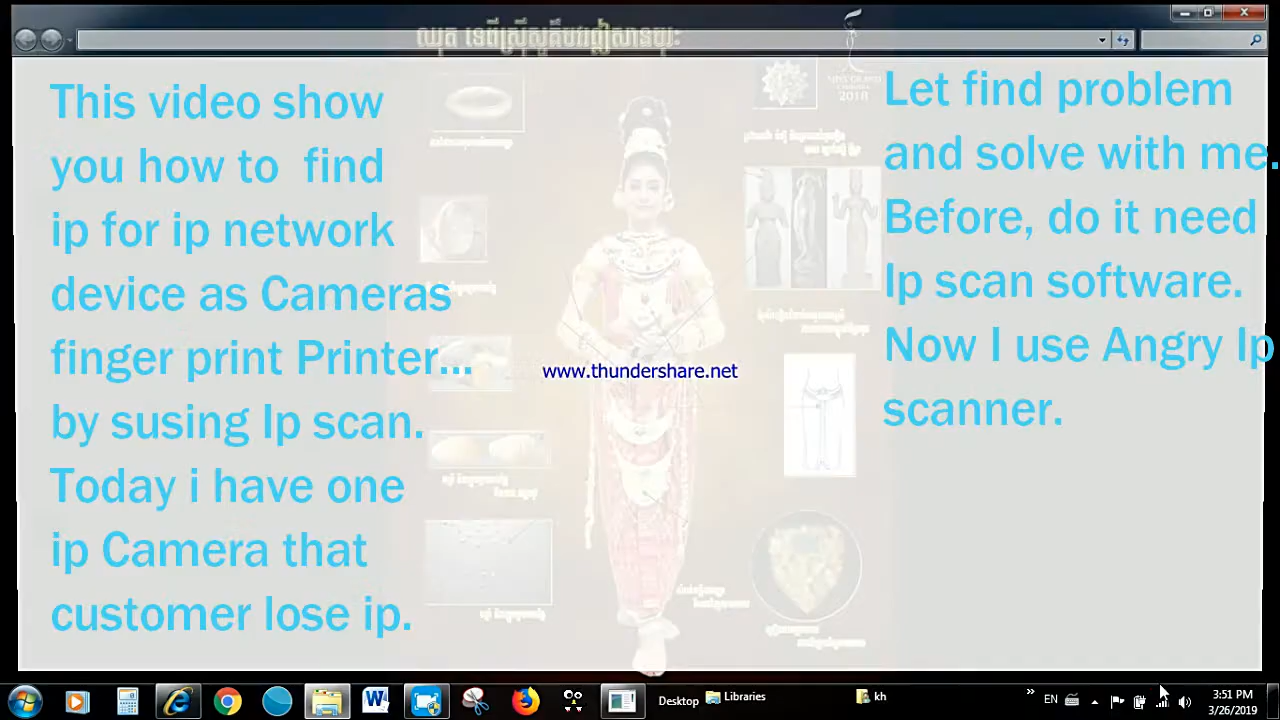 This video show
you how to find
ip for ip network
device as Cameras
finger print Printer...
by susing Ip scan.
Today i have one
ip Camera that
customer lose ip.
Let find problem
and solve with me.
Before, do it need
Ip scan software.
Now I use Angry Ip
scanner.
www.thundershare.net
2018
Desktop
Libraries
kh
EN
3:51 PM
3/26/2019